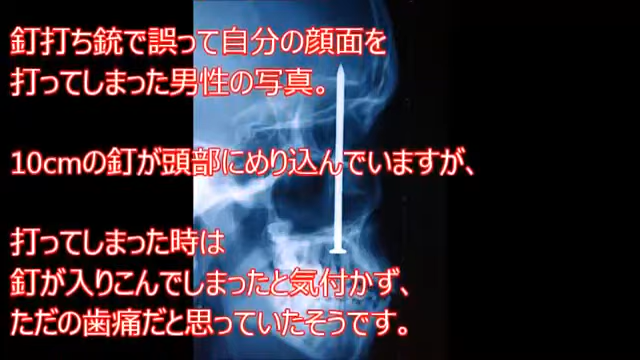 釘打ち銃で誤って自分の顔面を
打ってしまった男性の写真。
10cmの釘が頭部にめり込んでいますが、
打ってしまった時は
釘が入りこんでしまったと気付かず、
ただの歯痛だと思っていたそうです。